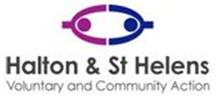 Halton & St Helens
Voluntary and Community Action